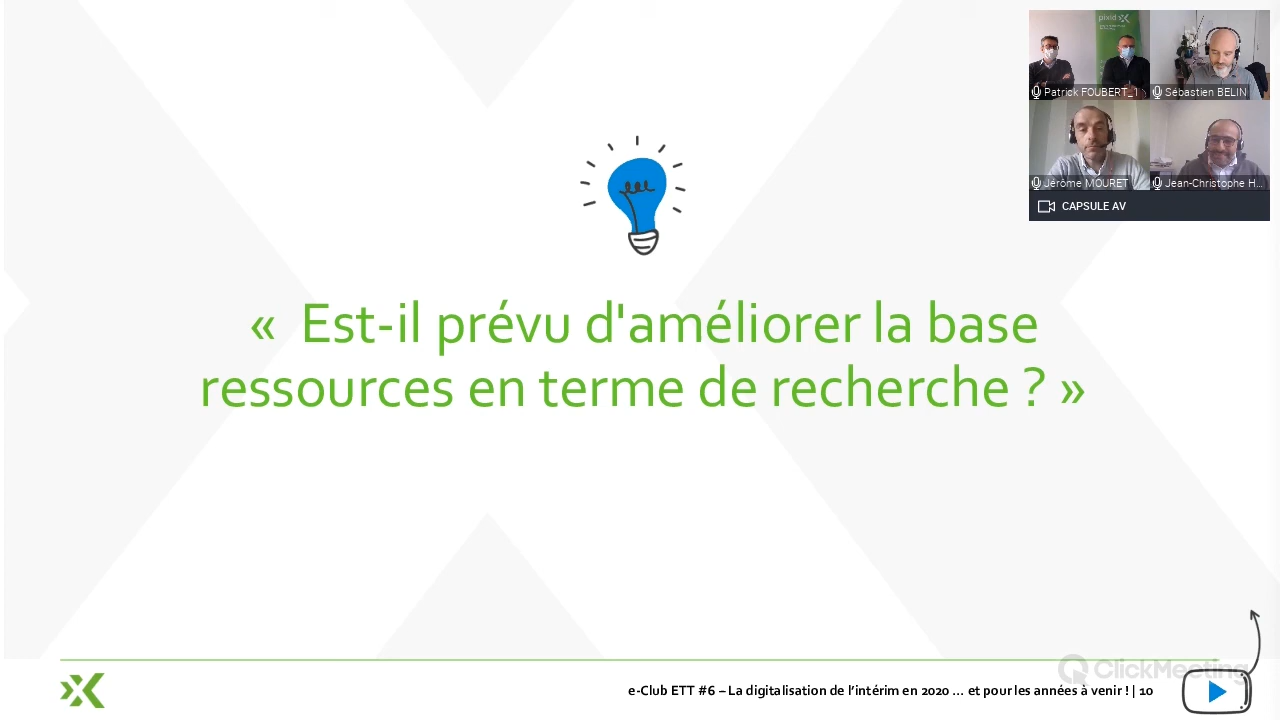 pixid
Patrick FOUBERT_1
Sébastien BELIN
Jérôme MOURET
Jean-Christophe H...
CAPSULE AV
«  Est-il prévu d'améliorer la base
ressources en terme de recherche ? »
ClickMeeting
e-Club ETT #6 – La digitalisation de l'intérim en 2020 ... et pour les années à venir ! | 10